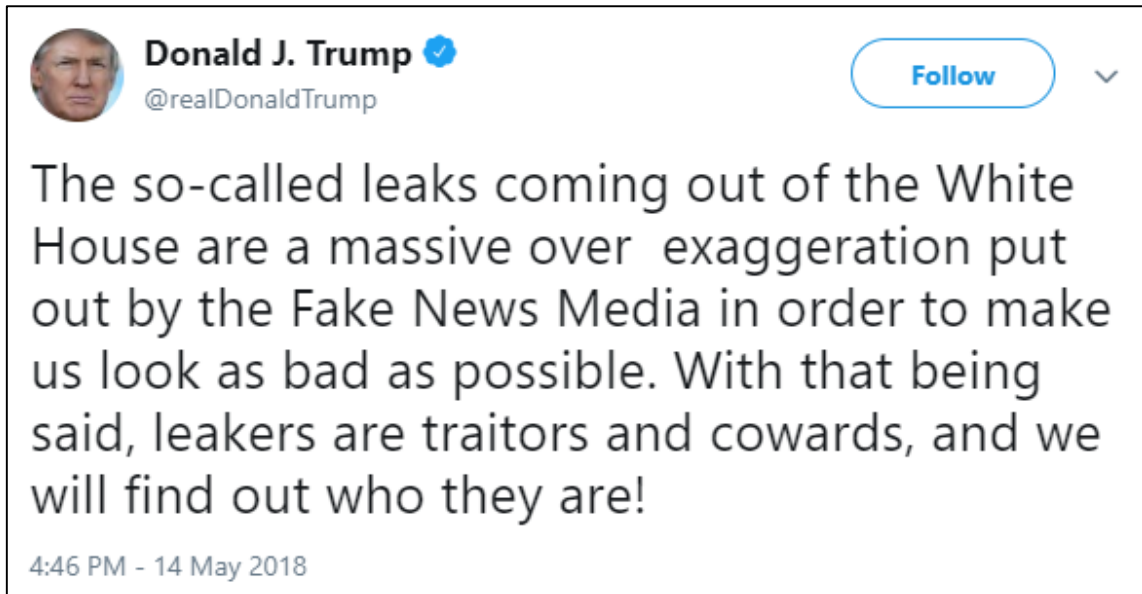 Donald J. Trump
@realDonaldTrump
Follow
The so-called leaks coming out of the White
House are a massive over  exaggeration put
out by the Fake News Media in order to make
us look as bad as possible. With that being
said, leakers are traitors and cowards, and we
will find out who they are!
4:46 PM - 14 May 2018